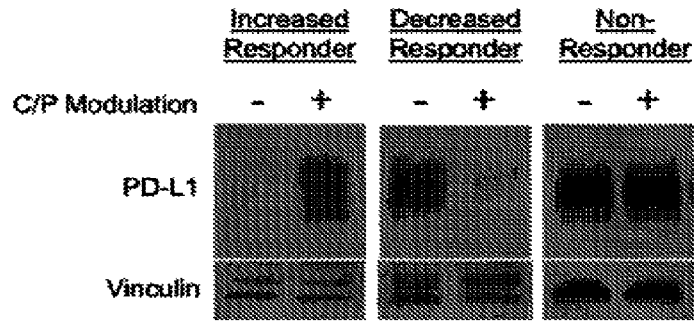 Increased Decreased Non-
Responder Responder Responder
C/P Modulation - + - + - +
PD-L1
Vinculin